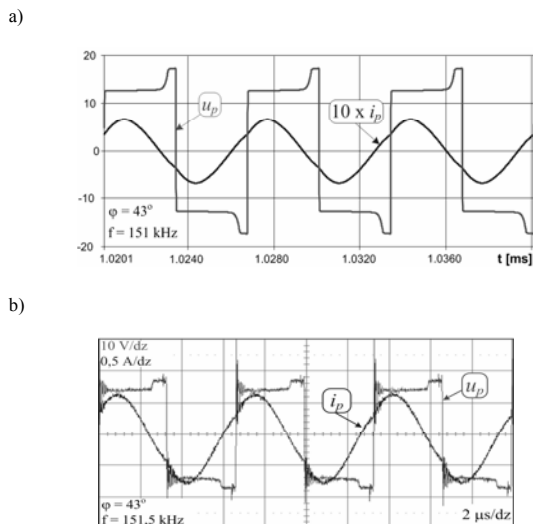 a)
20
10
0
-10
-20
u_p
10 x i_p
φ = 43°
f = 151 kHz
1.0201 1.0240 1.0280 1.0320 1.0360 t [ms]
b)
10 V/dz
0,5 A/dz
i_p
u_p
φ = 43°
f = 151,5 kHz
2 µs/dz